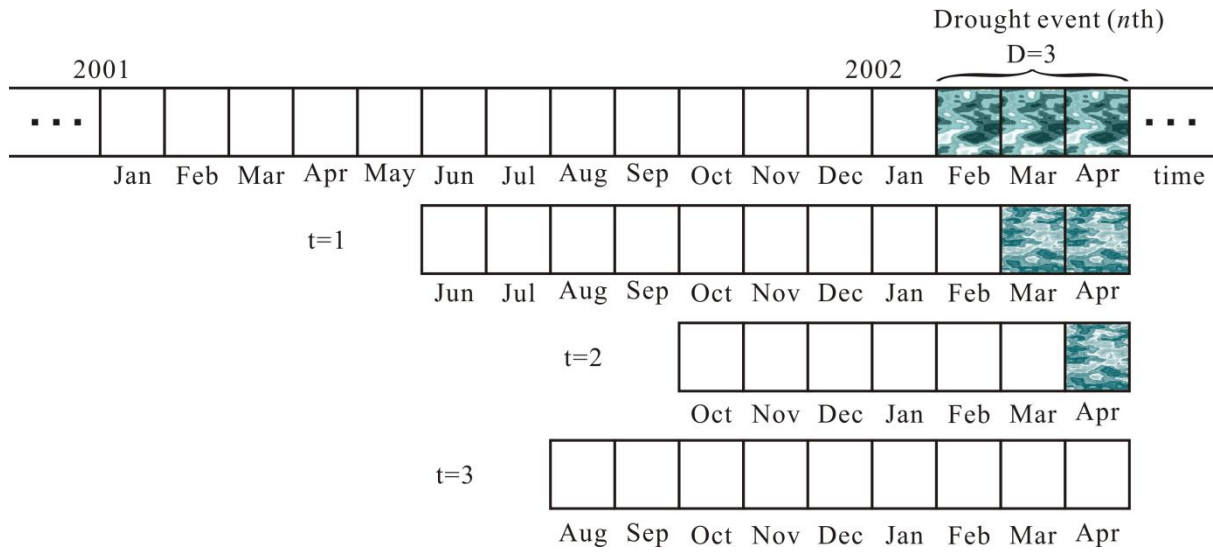 Drought event (nth)
2001 2002 D=3
... ...
Jan Feb Mar Apr May Jun Jul Aug Sep Oct Nov Dec Jan Feb Mar Apr time
t=1
Jun Jul Aug Sep Oct Nov Dec Jan Feb Mar Apr
t=2
Oct Nov Dec Jan Feb Mar Apr
t=3
Aug Sep Oct Nov Dec Jan Feb Mar Apr